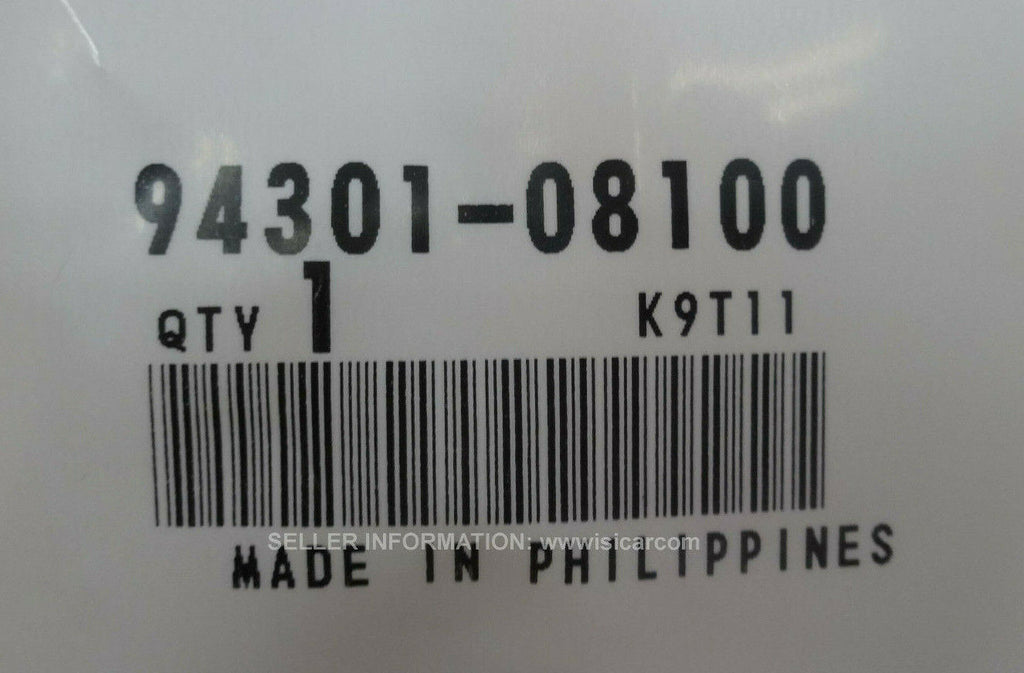 94301-08100
QTY 1 K9T11
SELLER INFORMATION: wwwisicarcom
MADE IN PHILIPPINES